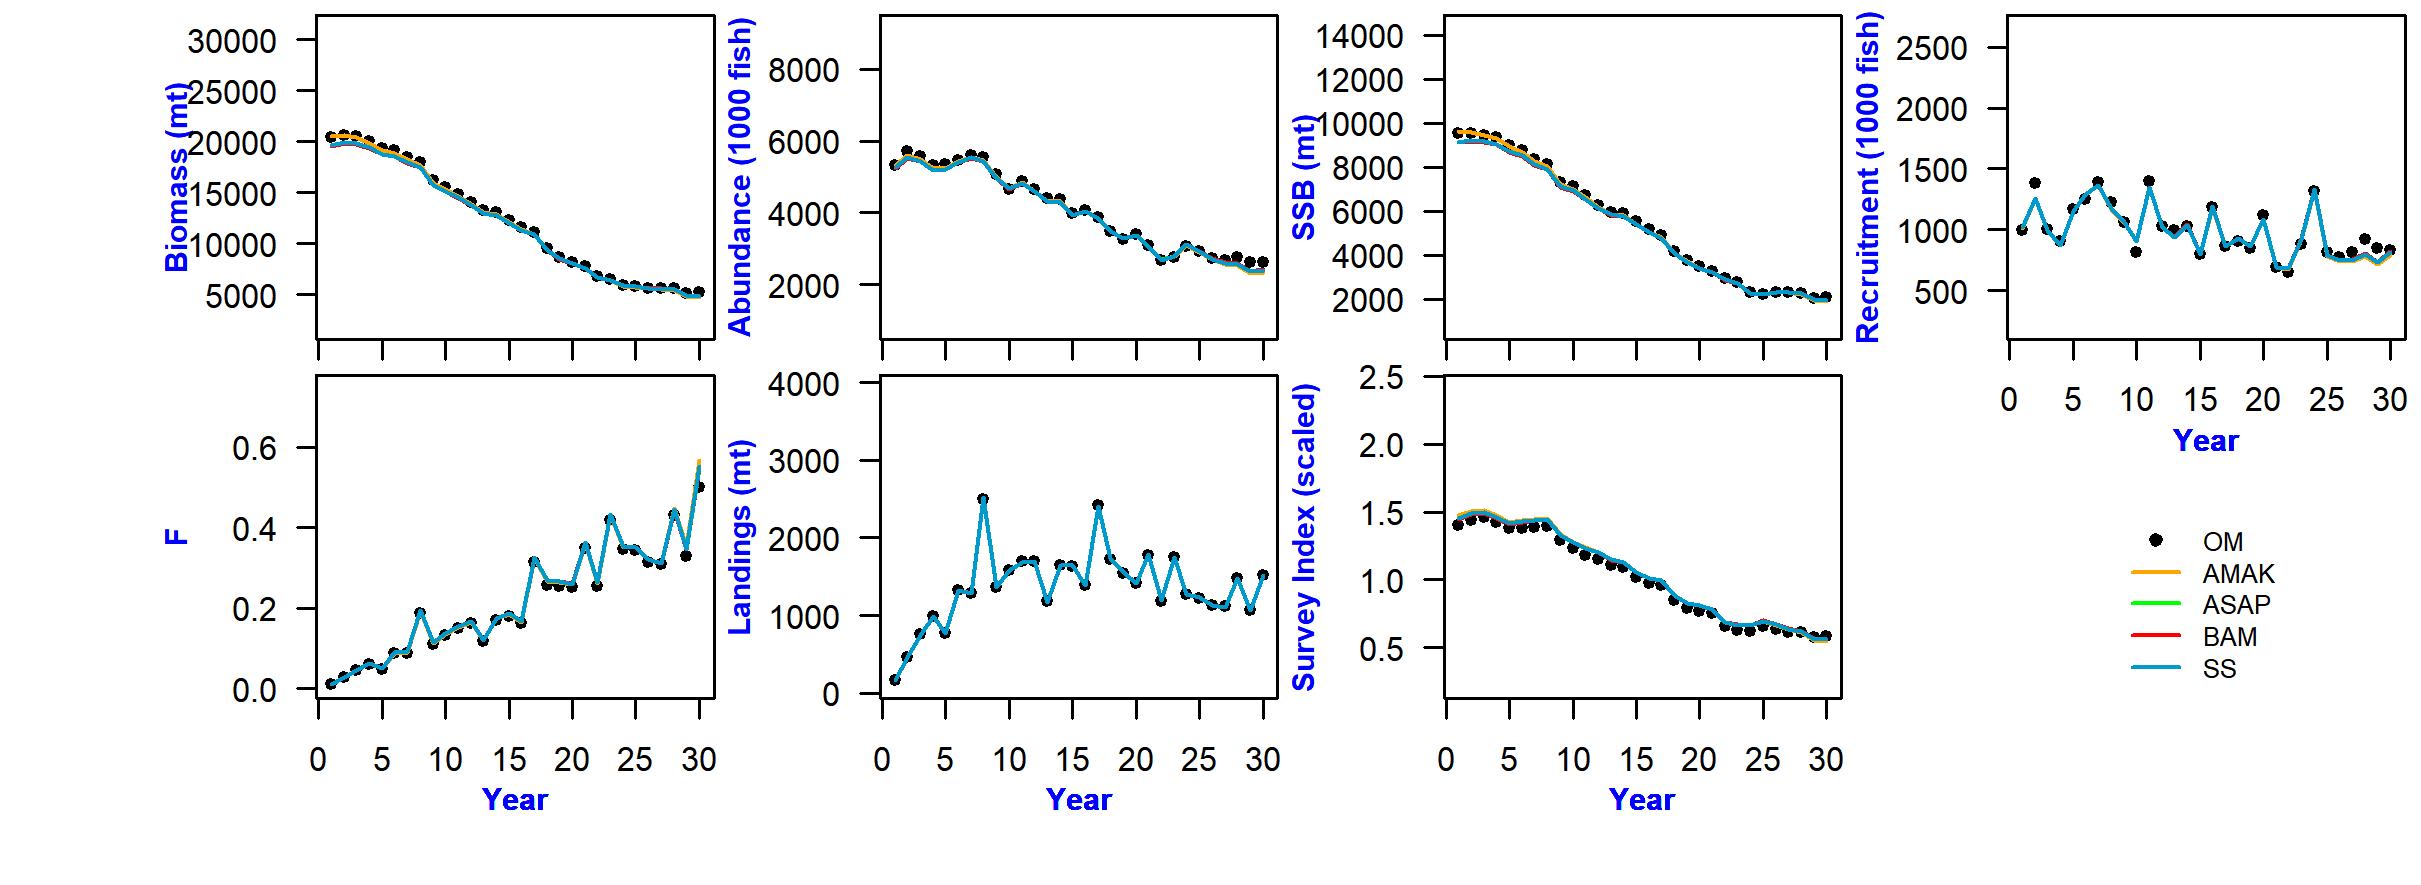 Biomass (mt)
30000
25000
20000
15000
10000
5000
Abundance (1000 fish)
8000
6000
4000
2000
SSB (mt)
14000
12000
10000
8000
6000
4000
2000
Recruitment (1000 fish)
2500
2000
1500
1000
500
0 5 10 15 20 25 30
Year
F
0.6
0.4
0.2
0.0
0 5 10 15 20 25 30
Year
Landings (mt)
4000
3000
2000
1000
0
0 5 10 15 20 25 30
Year
Survey Index (scaled)
2.5
2.0
1.5
1.0
0.5
0 5 10 15 20 25 30
Year
OM
AMAK
ASAP
BAM
SS